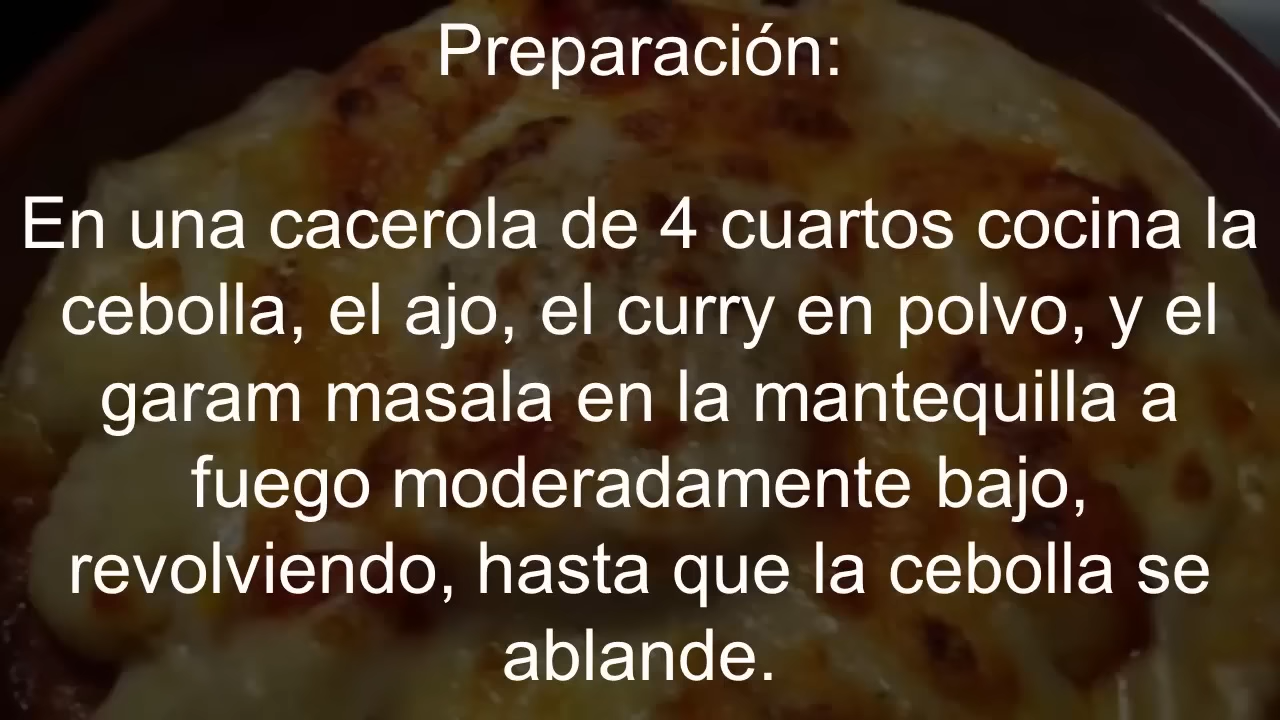 Preparación:
En una cacerola de 4 cuartos cocina la
cebolla, el ajo, el curry en polvo, y el
garam masala en la mantequilla a
fuego moderadamente bajo,
revolviendo, hasta que la cebolla se
ablande.